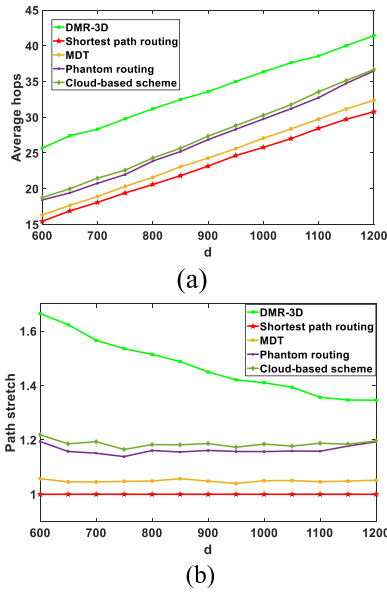 45
40
35
30
25
20
15
Average hops
DMR-3D
Shortest path routing
MDT
Phantom routing
Cloud-based scheme
600 700 800 900 1000 1100 1200
d
(a)
1.6
1.4
1.2
1
Path stretch
DMR-3D
Shortest path routing
MDT
Phantom routing
Cloud-based scheme
600 700 800 900 1000 1100 1200
d
(b)